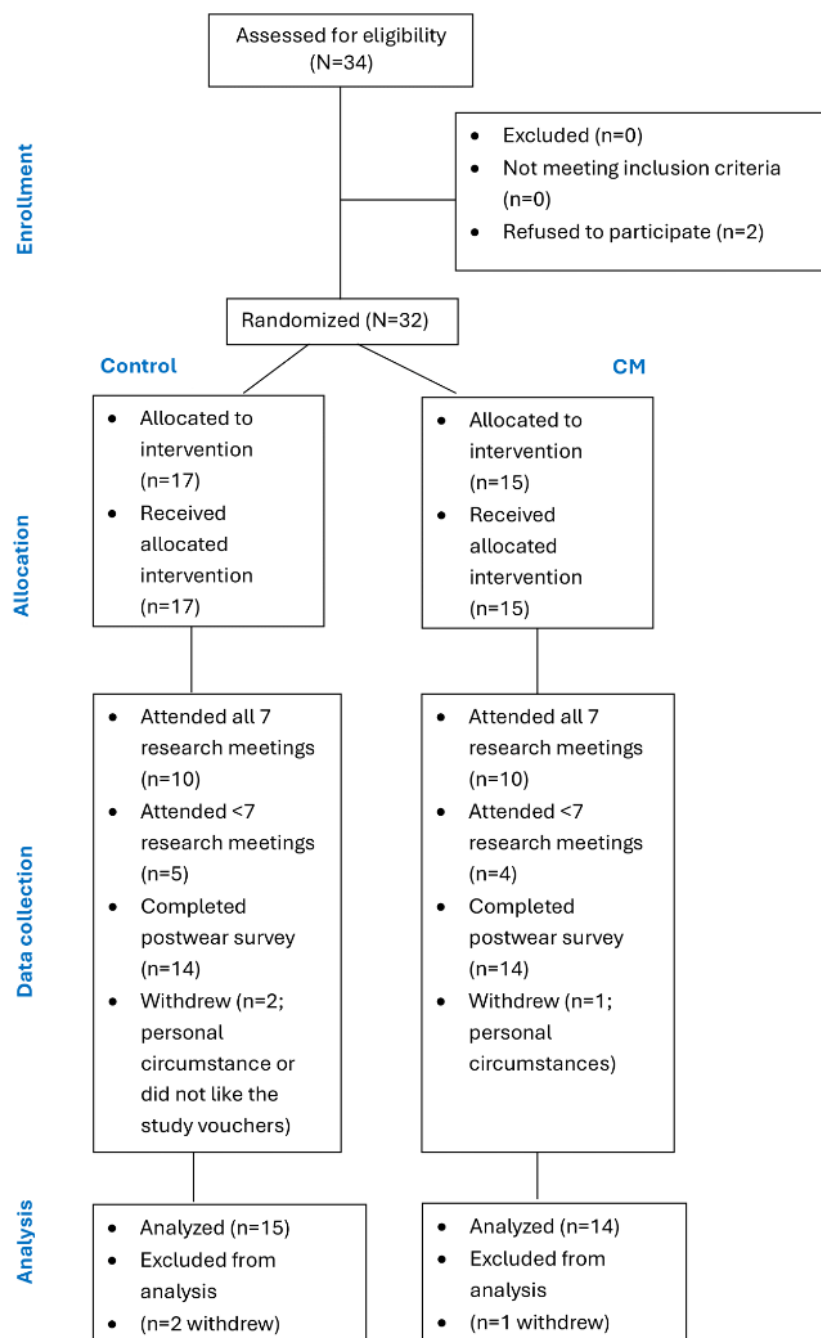 Assessed for eligibility
(N=34)
Enrollment
• Excluded (n=0)
• Not meeting inclusion criteria
(n=0)
• Refused to participate (n=2)
Randomized (N=32)
Control
CM
Allocation
• Allocated to
intervention
(n=17)
• Received
allocated
intervention
(n=17)
• Allocated to
intervention
(n=15)
• Received
allocated
intervention
(n=15)
Data collection
• Attended all 7
research meetings
(n=10)
• Attended <7
research meetings
(n=5)
• Completed
postwear survey
(n=14)
• Withdrew (n=2;
personal
circumstance or
did not like the
study vouchers)
• Attended all 7
research meetings
(n=10)
• Attended <7
research meetings
(n=4)
• Completed
postwear survey
(n=14)
• Withdrew (n=1;
personal
circumstances)
Analysis
• Analyzed (n=15)
• Excluded from
analysis
• (n=2 withdrew)
• Analyzed (n=14)
• Excluded from
analysis
• (n=1 withdrew)